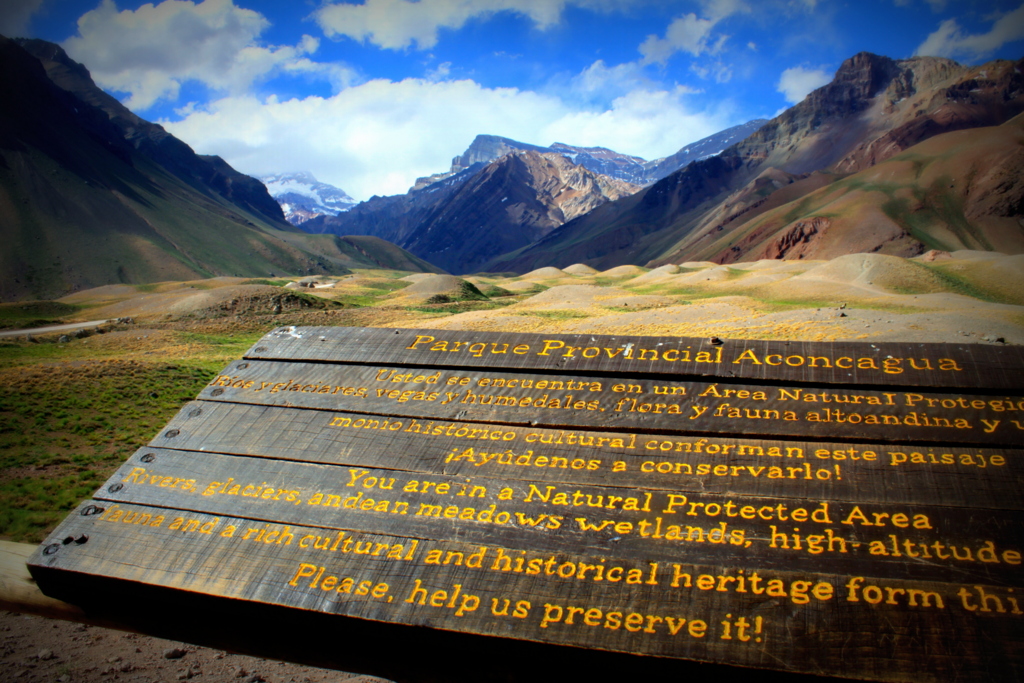 Parque Provincial Aconcagua
Usted se encuentra en un Area Natural Protegi
Rios y glaciares, vegas y humedales, flora y fauna altoandina y u
monio histórico cultural conforman este paisaje
¡Ayúdenos a conservarlo!
You are in a Natural Protected Area
Rivers, glaciers, andean meadows wetlands, high-altitude
fauna and a rich cultural and historical heritage form thi
Please, help us preserve it!